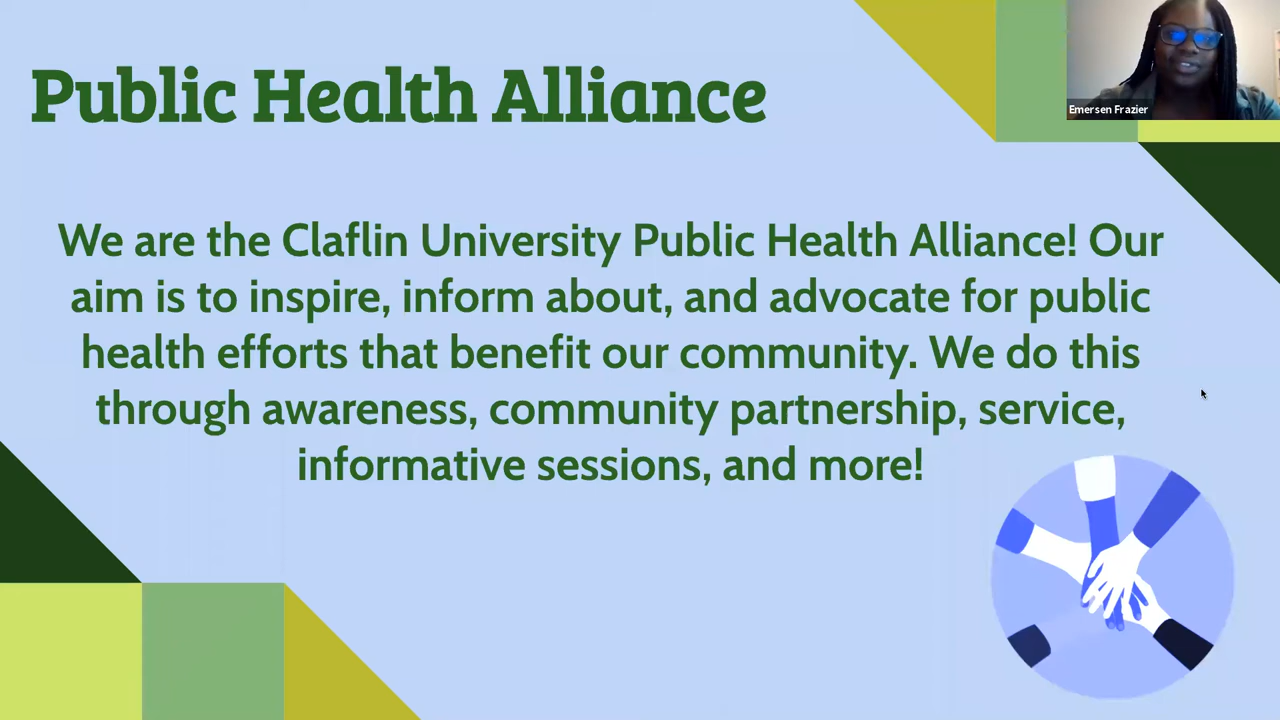 Public Health Alliance
Emersen Frazier
We are the Claflin University Public Health Alliance! Our
aim is to inspire, inform about, and advocate for public
health efforts that benefit our community. We do this
through awareness, community partnership, service,
informative sessions, and more!